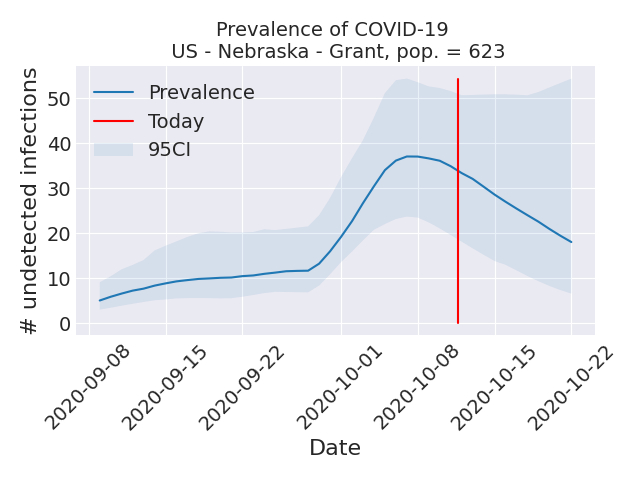 Prevalence of COVID-19
US - Nebraska - Grant, pop. = 623
# undetected infections
50
40
30
20
10
0
Prevalence
Today
95CI
2020-09-08
2020-09-15
2020-09-22
2020-10-01
2020-10-08
2020-10-15
2020-10-22
Date